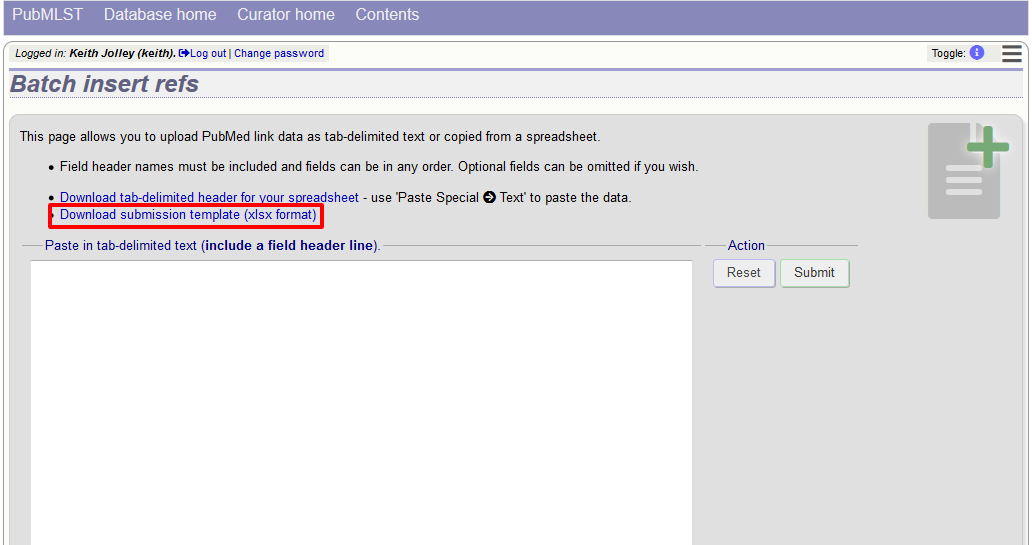 PubMLST Database home Curator home Contents
Logged in: Keith Jolley (keith). Log out | Change password Toggle:
Batch insert refs
This page allows you to upload PubMed link data as tab-delimited text or copied from a spreadsheet.
Field header names must be included and fields can be in any order. Optional fields can be omitted if you wish.
Download tab-delimited header for your spreadsheet - use 'Paste Special Text' to paste the data.
Download submission template (xlsx format)
Paste in tab-delimited text (include a field header line). Action
Reset Submit